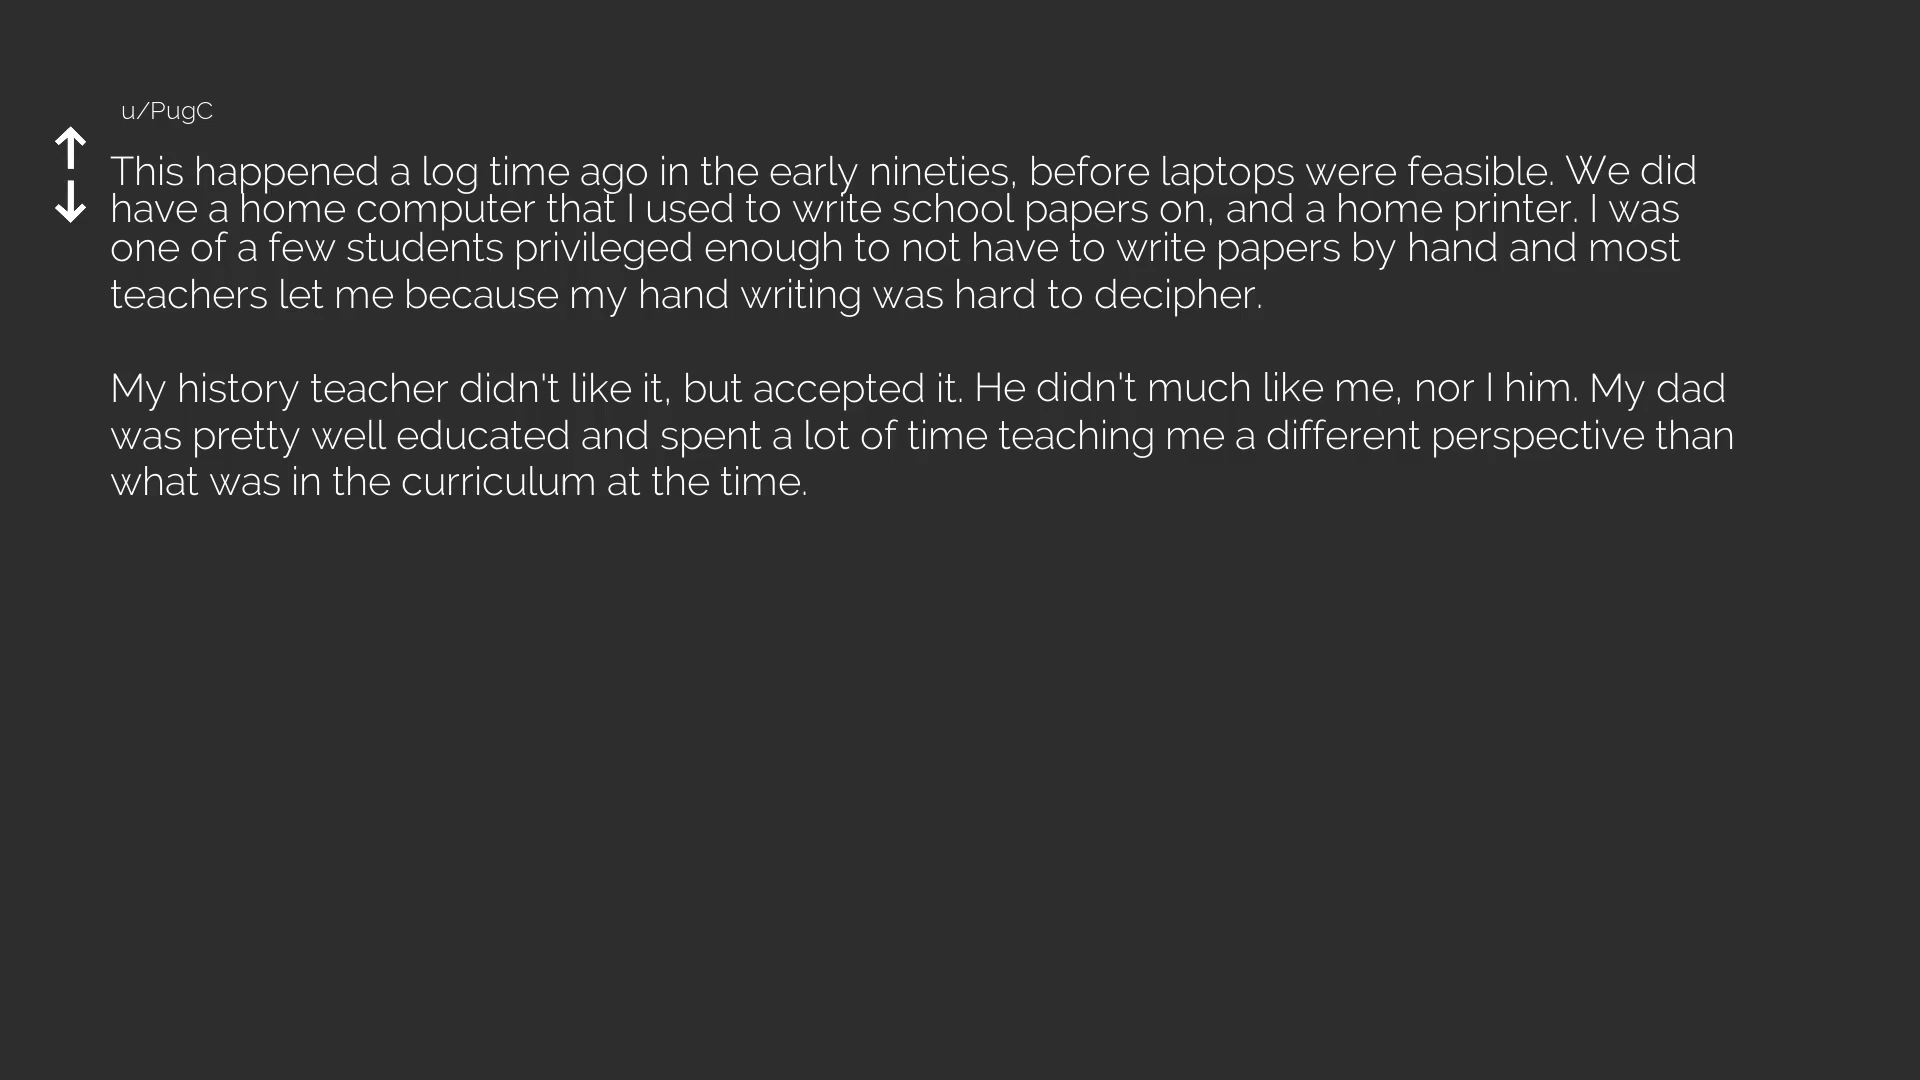 u/PugC
This happened a log time ago in the early nineties, before laptops were feasible. We did
have a home computer that I used to write school papers on, and a home printer. I was
one of a few students privileged enough to not have to write papers by hand and most
teachers let me because my hand writing was hard to decipher.
My history teacher didn't like it, but accepted it. He didn't much like me, nor I him. My dad
was pretty well educated and spent a lot of time teaching me a different perspective than
what was in the curriculum at the time.